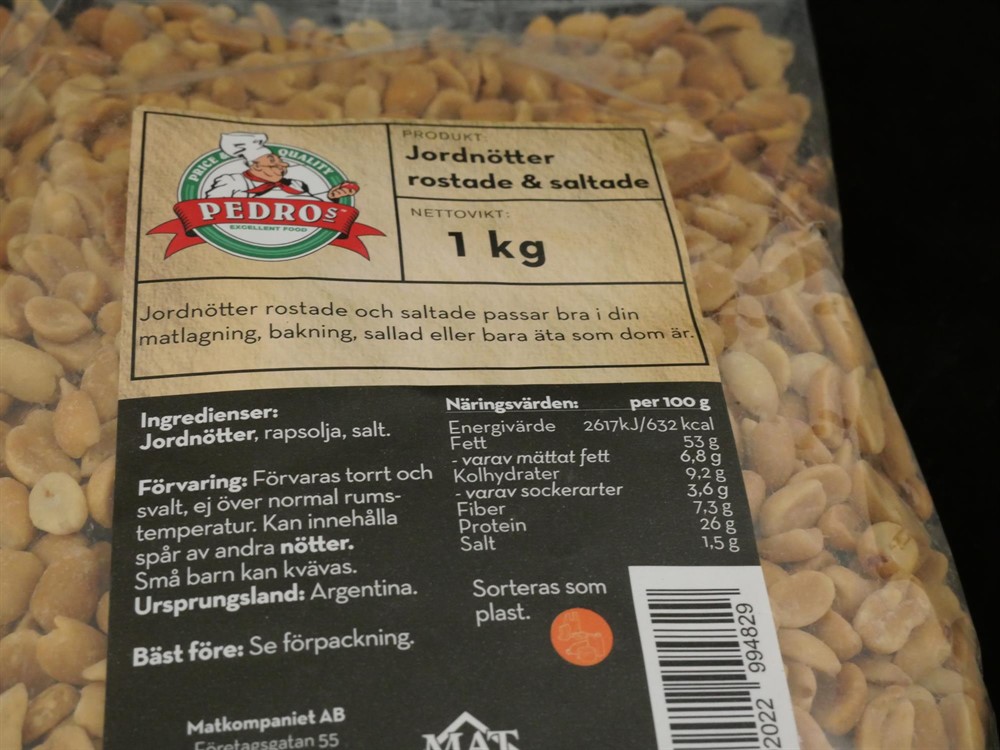 PRICE & QUALITY
PEDROs
EXCELLENT FOOD
PRODUKT:
Jordnötter
rostade & saltade
NETTOVIKT:
1 kg
Jordnötter rostade och saltade passar bra i din
matlagning, bakning, sallad eller bara äta som dom är.
Ingredienser:
Jordnötter, rapsolja, salt.
Förvaring: Förvaras torrt och
svalt, ej över normal rums-
temperatur. Kan innehålla
spår av andra nötter.
Små barn kan kvävas.
Ursprungsland: Argentina.
Bäst före: Se förpackning.
Matkompaniet AB
Företagsgatan 55
Näringsvärden: per 100 g
Energivärde 2617kJ/632 kcal
Fett 53 g
- varav mättat fett 6,8 g
Kolhydrater 9,2 g
- varav sockerarter 3,6 g
Fiber 7,3 g
Protein 26 g
Salt 1,5 g
Sorteras som
plast.
MAT
2022 994829